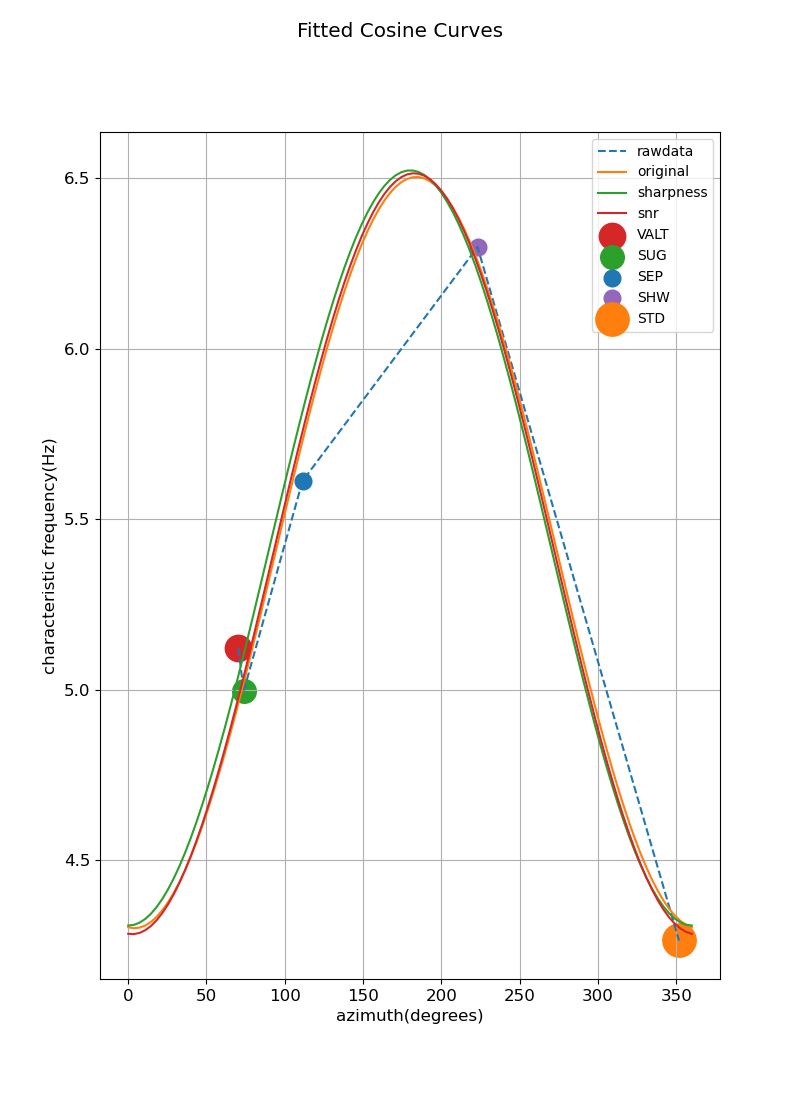 Fitted Cosine Curves
rawdata
original
sharpness
snr
VALT
SUG
SEP
SHW
STD
6.5
6.0
5.5
5.0
4.5
characteristic frequency(Hz)
0 50 100 150 200 250 300 350
azimuth(degrees)